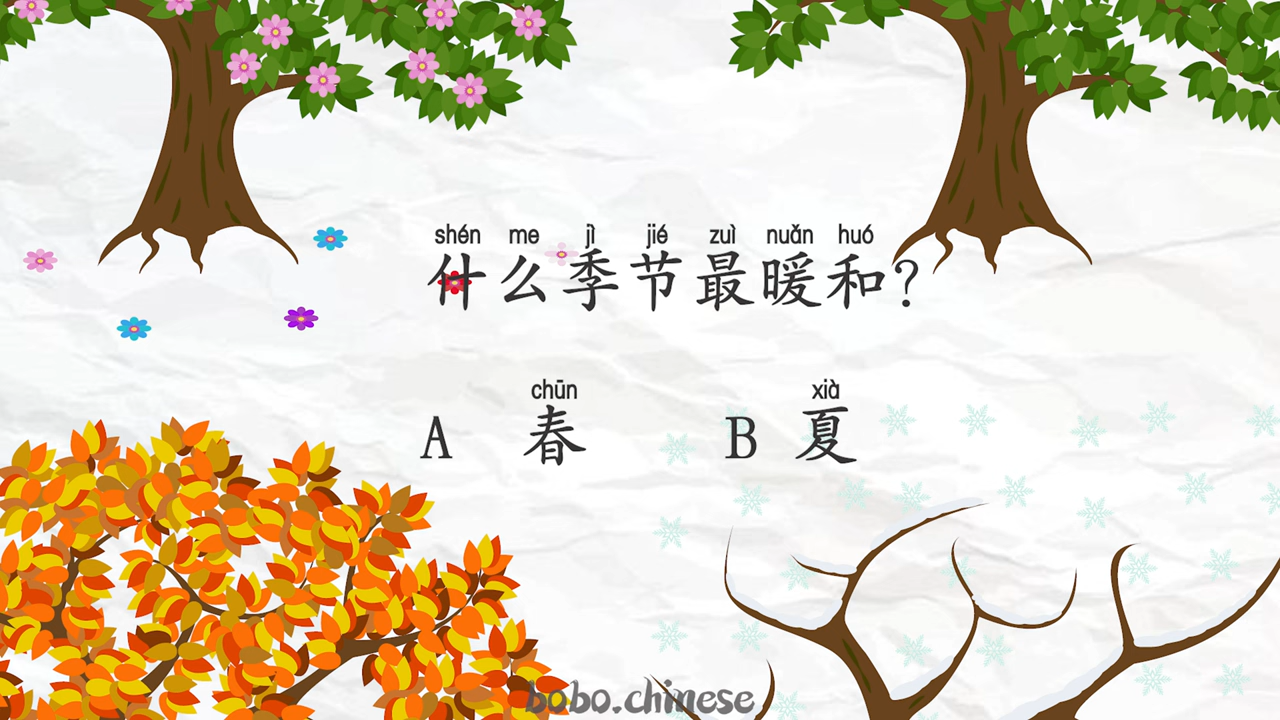 shén me jì jié zuì nuǎn huó
什么季节最暖和?
chūn xià
A 春 B 夏
bobo.chinese